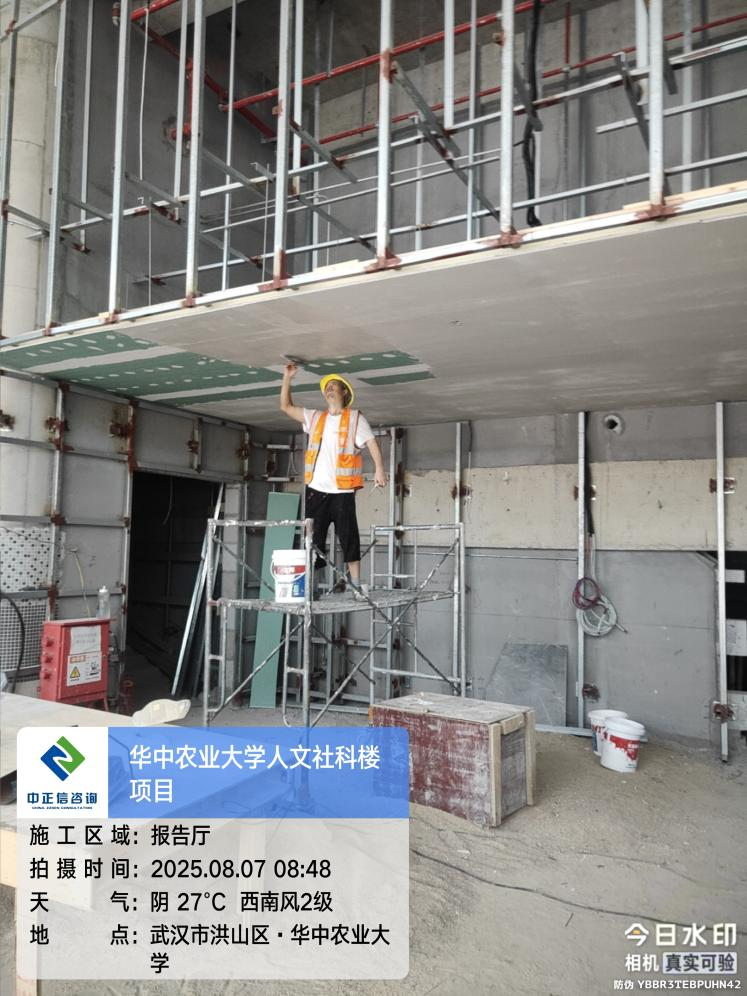 中正信咨询
CHINA ZZXIN CONSULTATION
华中农业大学人文社科楼
项目
施工区域：报告厅
拍摄时间：2025.08.07 08:48
天气：阴 27℃ 西南风2级
地点：武汉市洪山区·华中农业大
学
今日水印
相机 真实可验
防伪 YBBR3TEBPUHN42